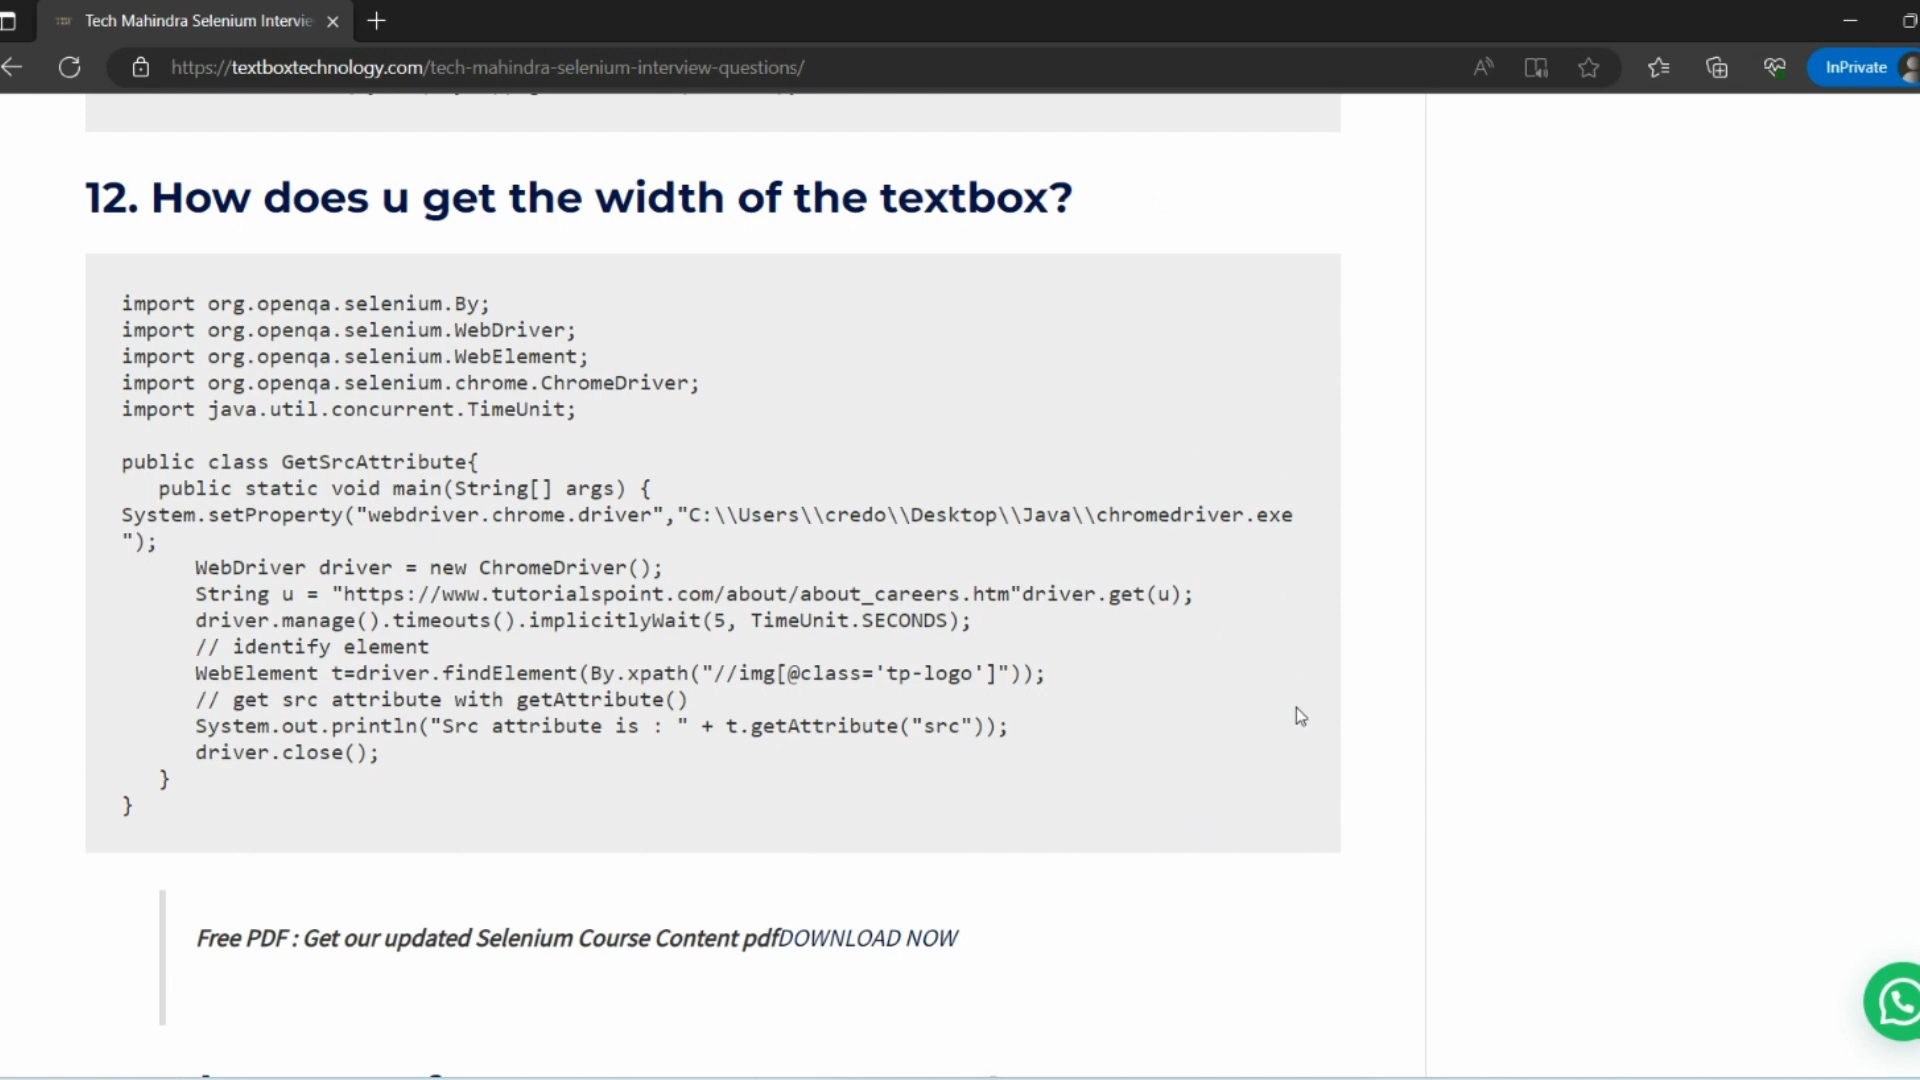 Tech Mahindra Selenium Intervie
https://textboxtechnology.com/tech-mahindra-selenium-interview-questions/
InPrivate
12. How does u get the width of the textbox?
import org.openqa.selenium.By;
import org.openqa.selenium.WebDriver;
import org.openqa.selenium.WebElement;
import org.openqa.selenium.chrome.ChromeDriver;
import java.util.concurrent.TimeUnit;
public class GetSrcAttribute{
public static void main(String[] args) {
System.setProperty("webdriver.chrome.driver","C:\\Users\\credo\\Desktop\\Java\\chromedriver.exe
");
WebDriver driver = new ChromeDriver();
String u = "https://www.tutorialspoint.com/about/about_careers.htm"driver.get(u);
driver.manage().timeouts().implicitlyWait(5, TimeUnit.SECONDS);
// identify element
WebElement t=driver.findElement(By.xpath("//img[@class='tp-logo']"));
// get src attribute with getAttribute()
System.out.println("Src attribute is : " + t.getAttribute("src"));
driver.close();
}
}
Free PDF : Get our updated Selenium Course Content pdfDOWNLOAD NOW